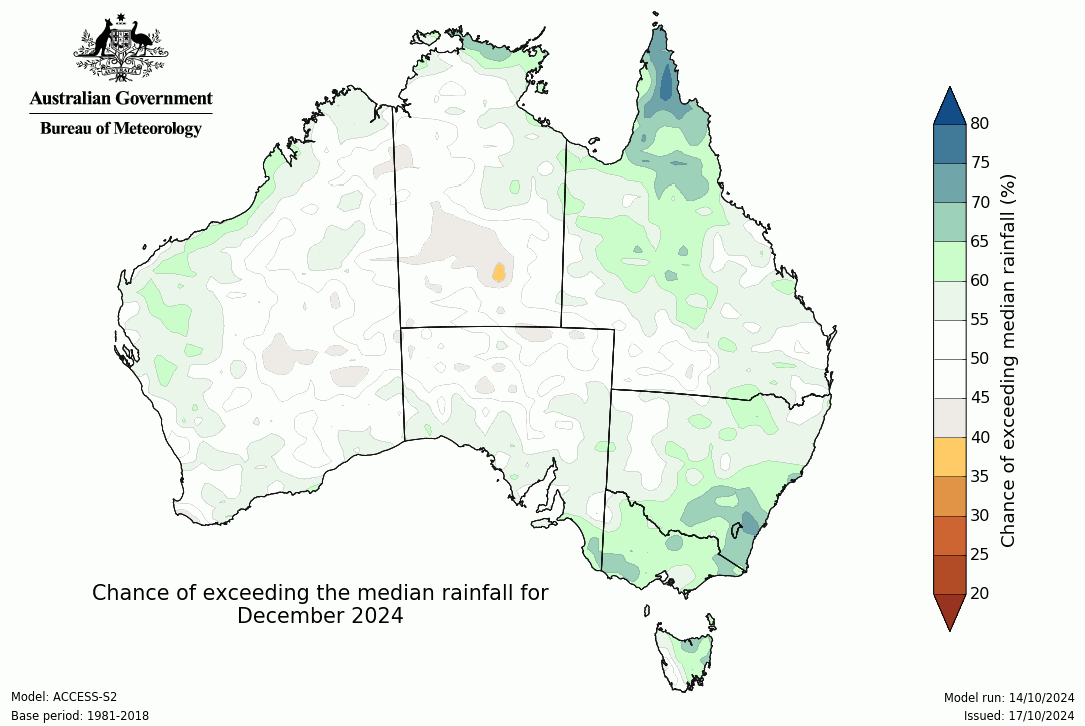 Australian Government
Bureau of Meteorology
80
75
70
65
60
55
50
45
40
35
30
25
20
Chance of exceeding median rainfall (%)
Chance of exceeding the median rainfall for
December 2024
Model: ACCESS-S2
Base period: 1981-2018
Model run: 14/10/2024
Issued: 17/10/2024